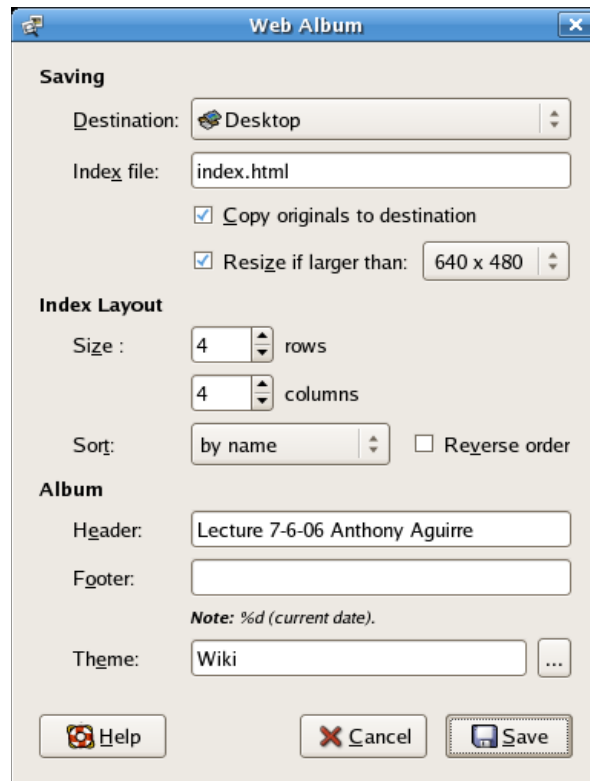 Web Album
Saving
Destination: Desktop
Index file: index.html
Copy originals to destination
Resize if larger than: 640 x 480
Index Layout
Size : 4 rows
4 columns
Sort: by name Reverse order
Album
Header: Lecture 7-6-06 Anthony Aguirre
Footer:
Note: %d (current date).
Theme: Wiki ...
Help Cancel Save